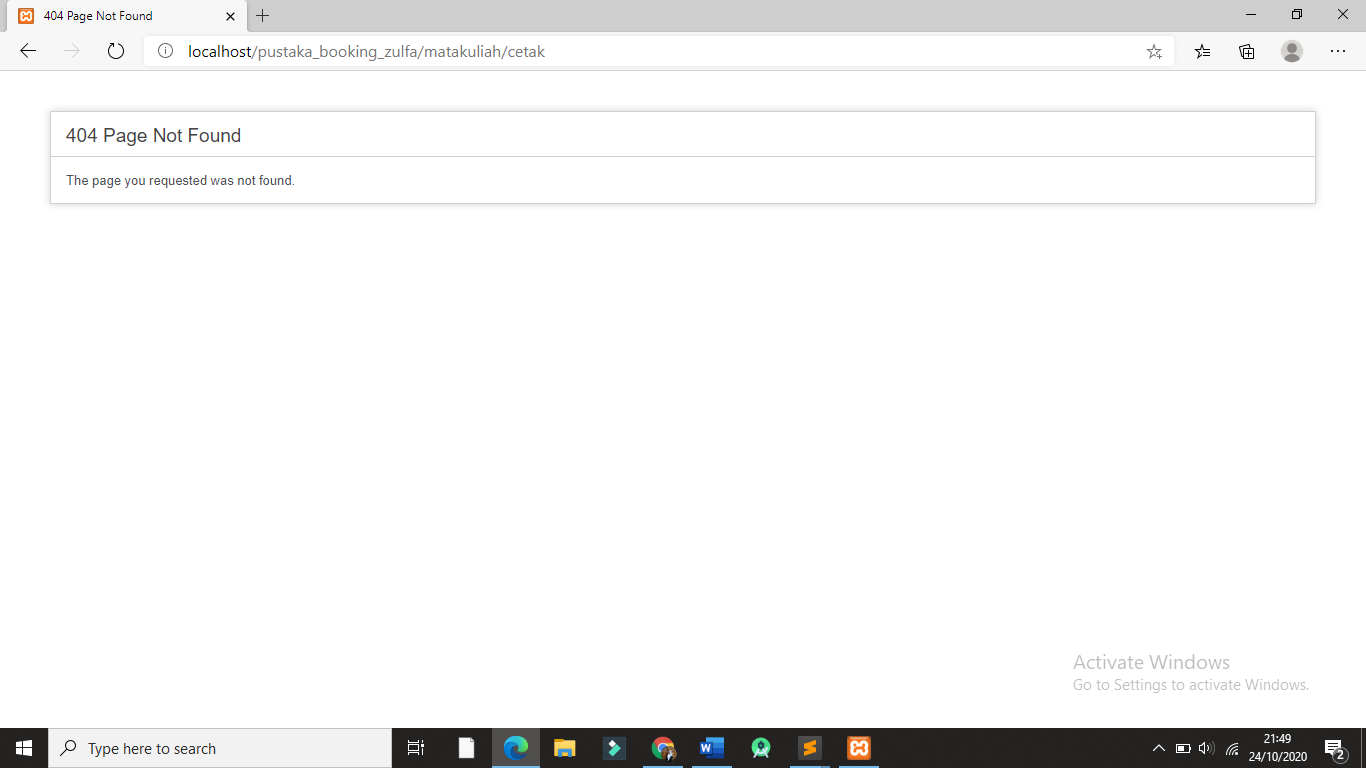 404 Page Not Found
localhost/pustaka_booking_zulfa/matakuliah/cetak
404 Page Not Found
The page you requested was not found.
Activate Windows
Go to Settings to activate Windows.
Type here to search
21:49
24/10/2020
2